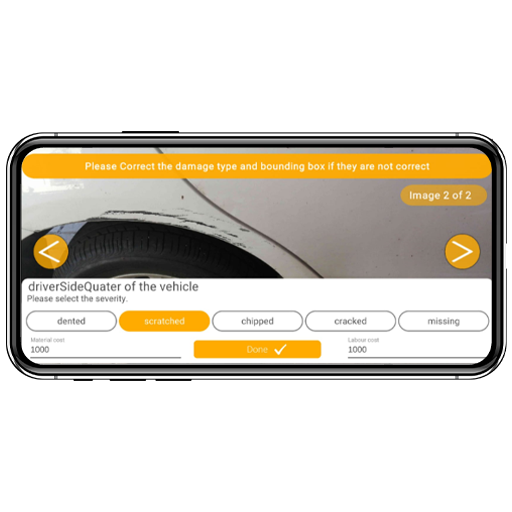 Please Correct the damage type and bounding box if they are not correct
Image 2 of 2
driverSideQuater of the vehicle
Please select the severity.
dented
scratched
chipped
cracked
missing
Material cost
Labour cost
1000
Done
1000